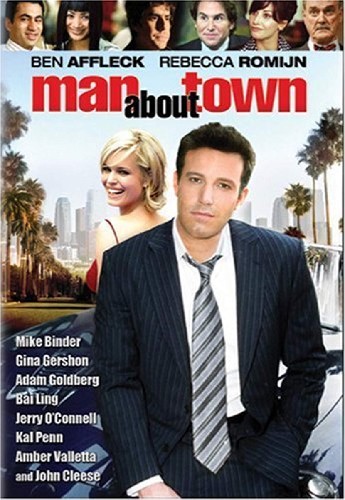 BEN AFFLECK REBECCA ROMIJN
man about town
Mike Binder
Gina Gershon
Adam Goldberg
Bai Ling
Jerry O'Connell
Kal Penn
Amber Valletta
and John Cleese